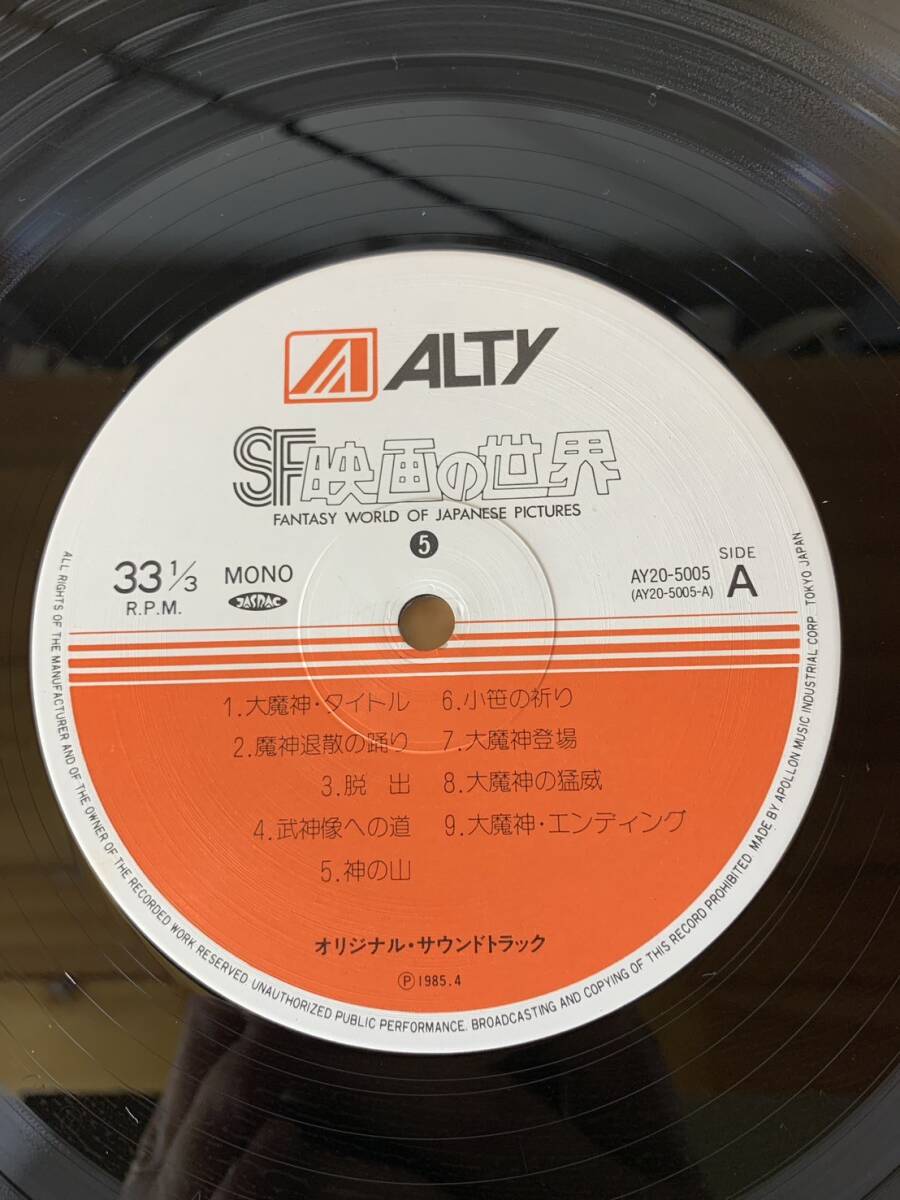 ALTY
SF映画の世界
FANTASY WORLD OF JAPANESE PICTURES
5
33 1/3
R.P.M.
MONO
JASRAC
AY20-5005
(AY20-5005-A)
SIDE
A
1.大魔神・タイトル
2.魔神退散の踊り
3.脱 出
4.武神像への道
5.神の山
6.小笹の祈り
7.大魔神登場
8.大魔神の猛威
9.大魔神・エンディング
オリジナル・サウンドトラック
Ⓟ1985.4
ALL RIGHTS OF THE MANUFACTURER AND OF THE OWNER OF THE RECORDED WORK RESERVED. UNAUTHORIZED PUBLIC PERFORMANCE. BROADCASTING AND COPYING OF THIS RECORD PROHIBITED. MADE BY APOLLON MUSIC INDUSTRIAL CORP. TOKYO JAPAN